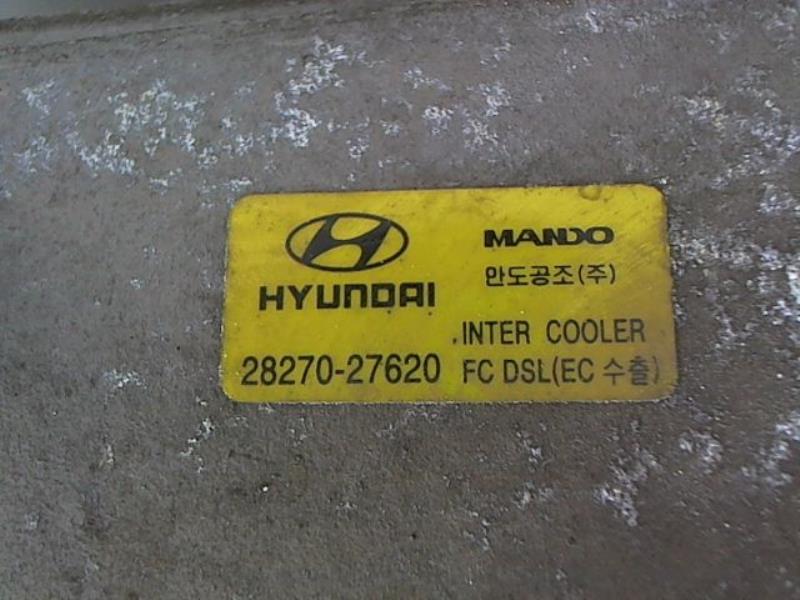 HYUNDAI
MANDO
만도공조(주)
INTER COOLER
28270-27620 FC DSL(EC 수출)